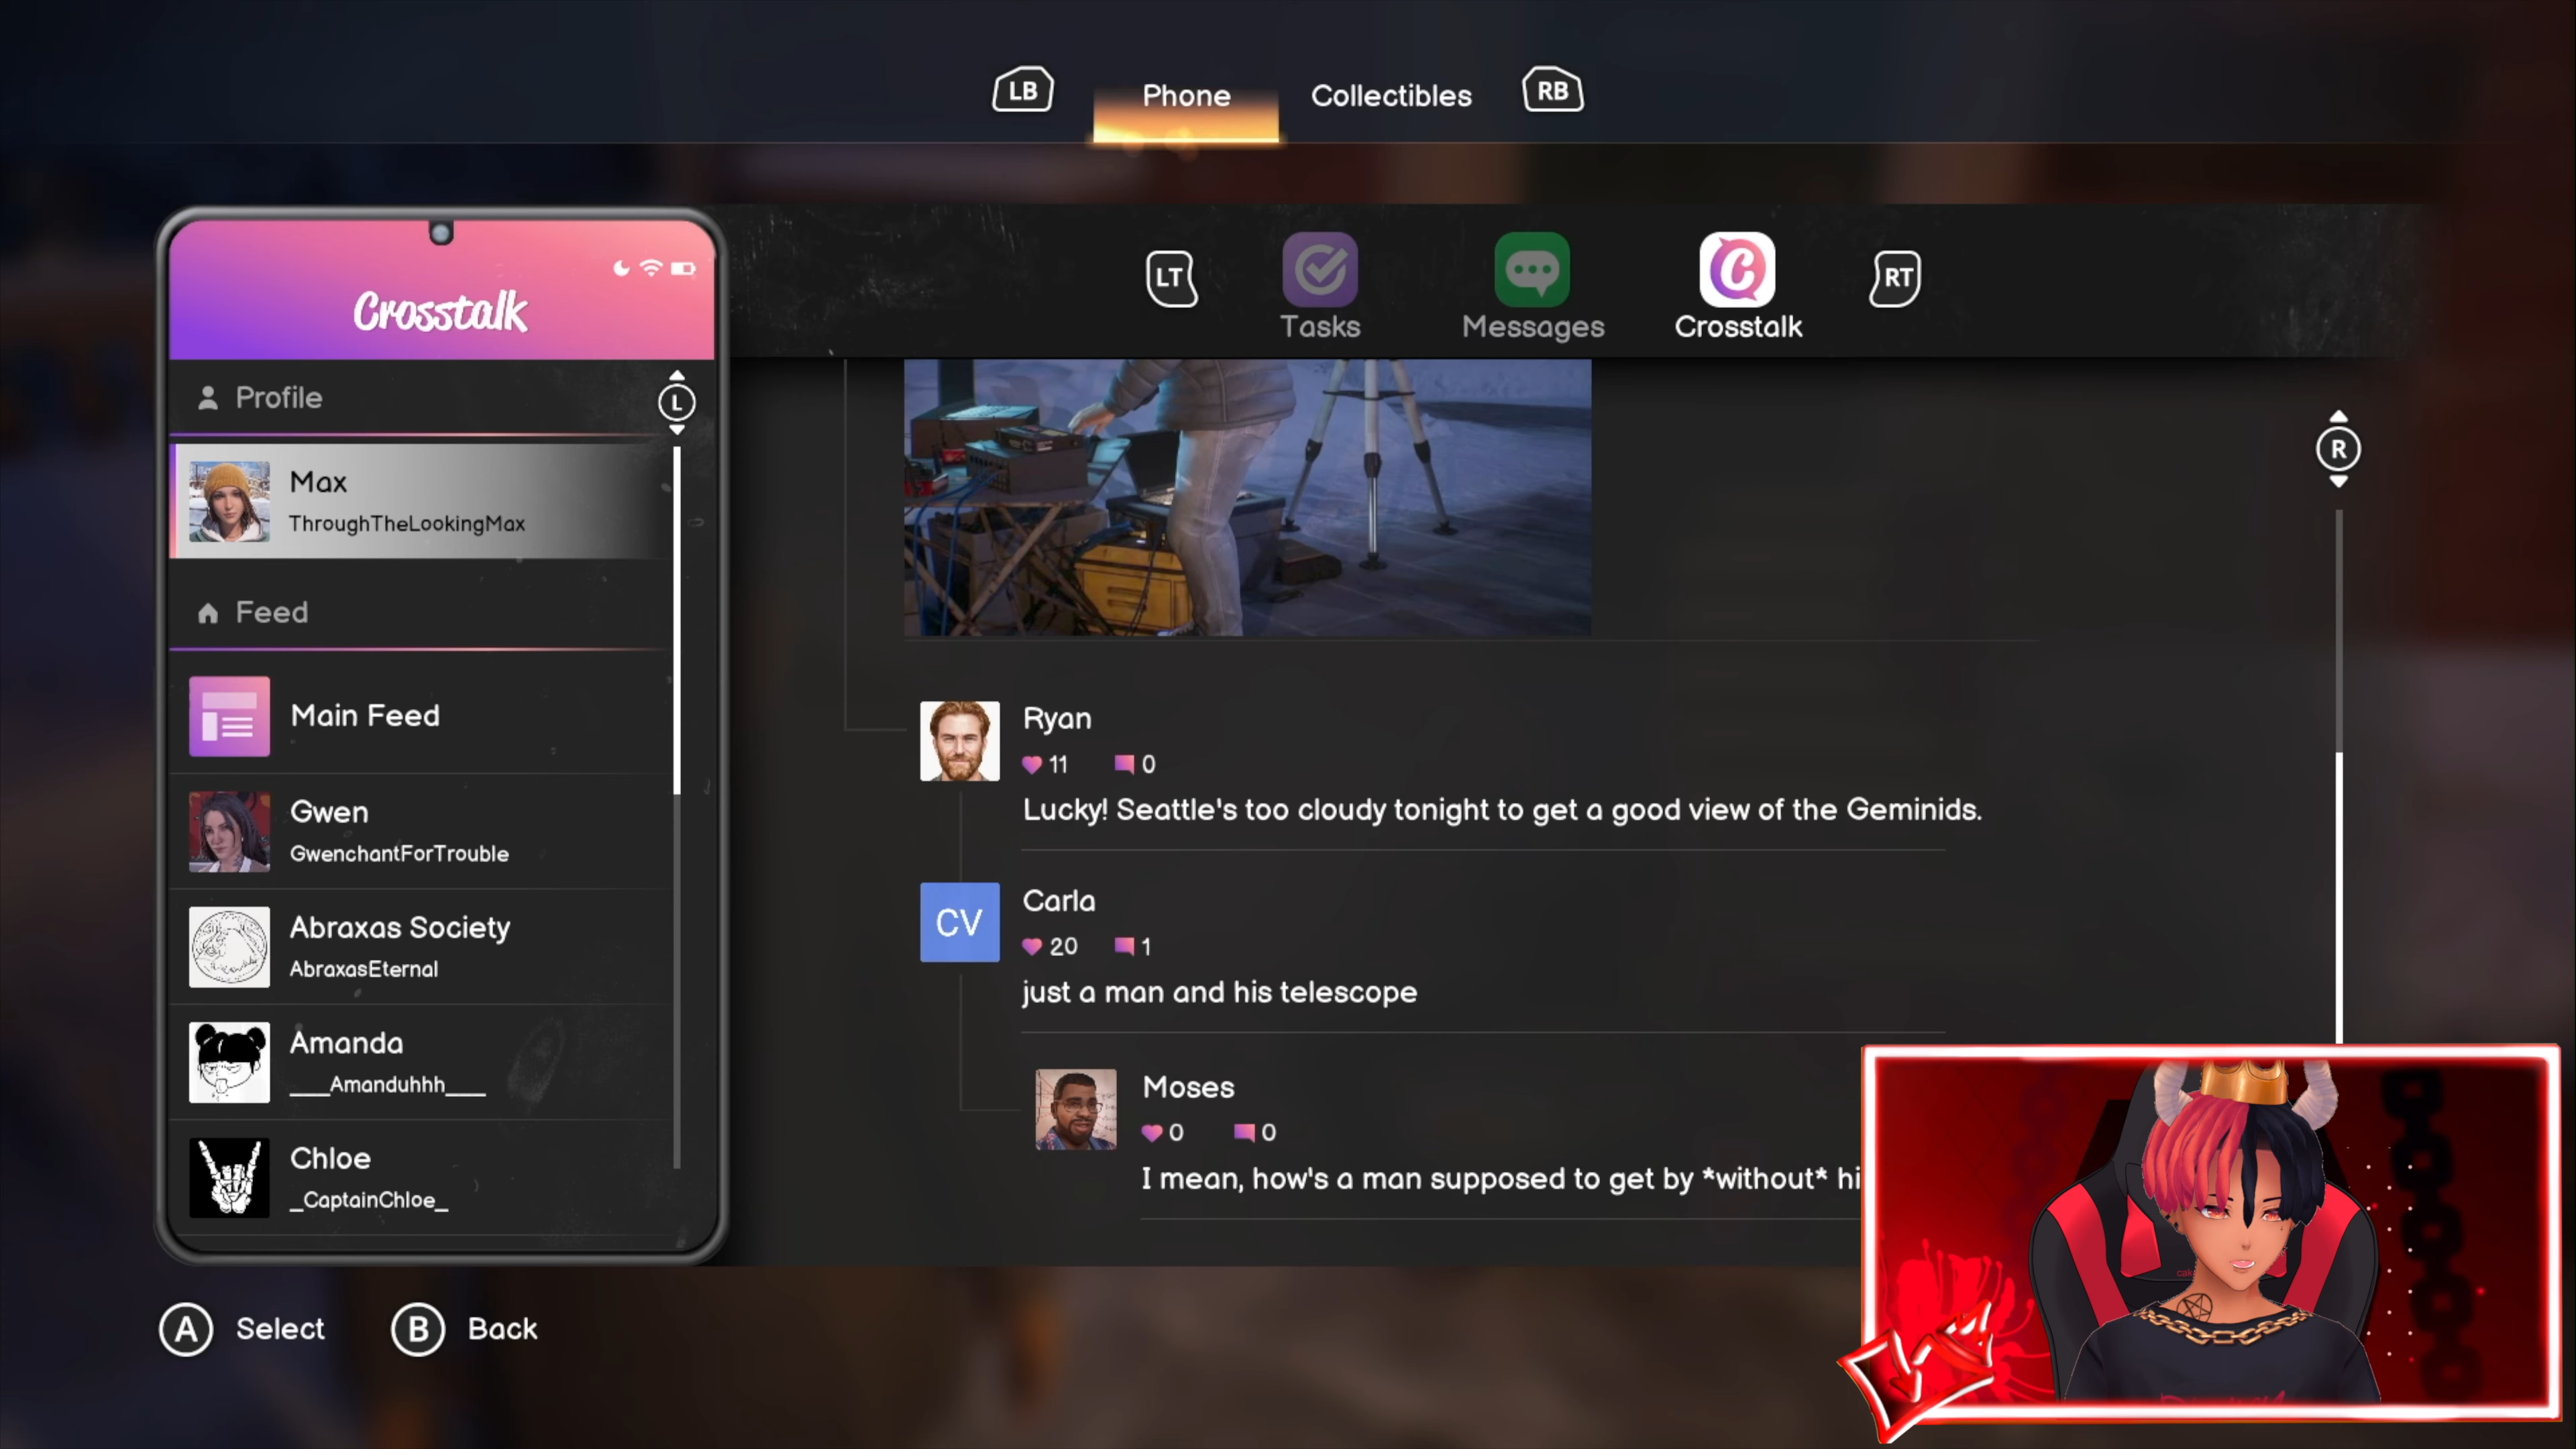 LB Phone Collectibles RB
Crosstalk
LT Tasks Messages Crosstalk RT
Profile
L
Max
ThroughTheLookingMax
Feed
Main Feed
Gwen
GwenchantForTrouble
Abraxas Society
AbraxasEternal
Amanda
___Amanduhhh___
Chloe
_CaptainChloe_
R
Ryan
11 0
Lucky! Seattle's too cloudy tonight to get a good view of the Geminids.
CV
Carla
20 1
just a man and his telescope
Moses
0 0
I mean, how's a man supposed to get by *without* hi
A Select B Back